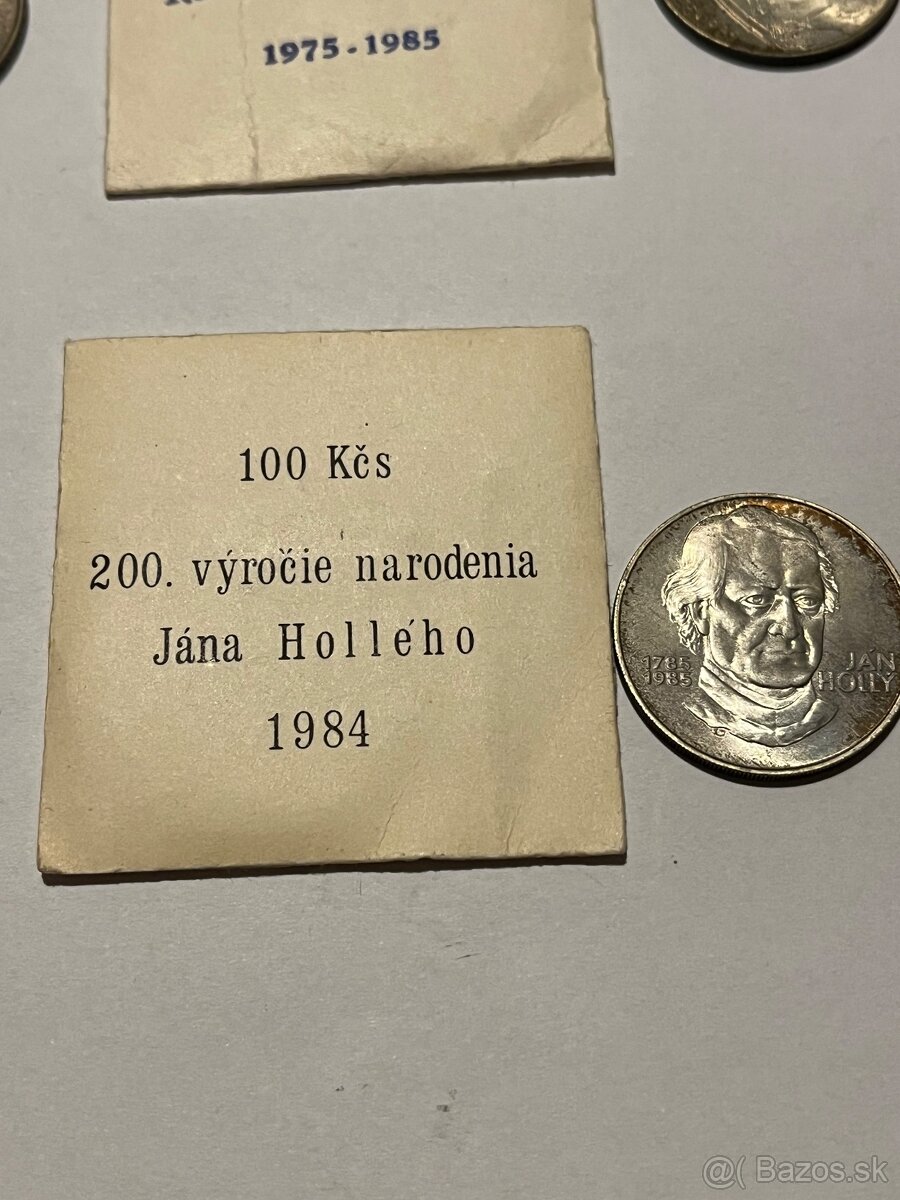 1975-1985
100 Kčs
200. výročie narodenia
Jána Hollého
1984
1785
1985
JÁN
HOLLÝ
@( Bazos.sk